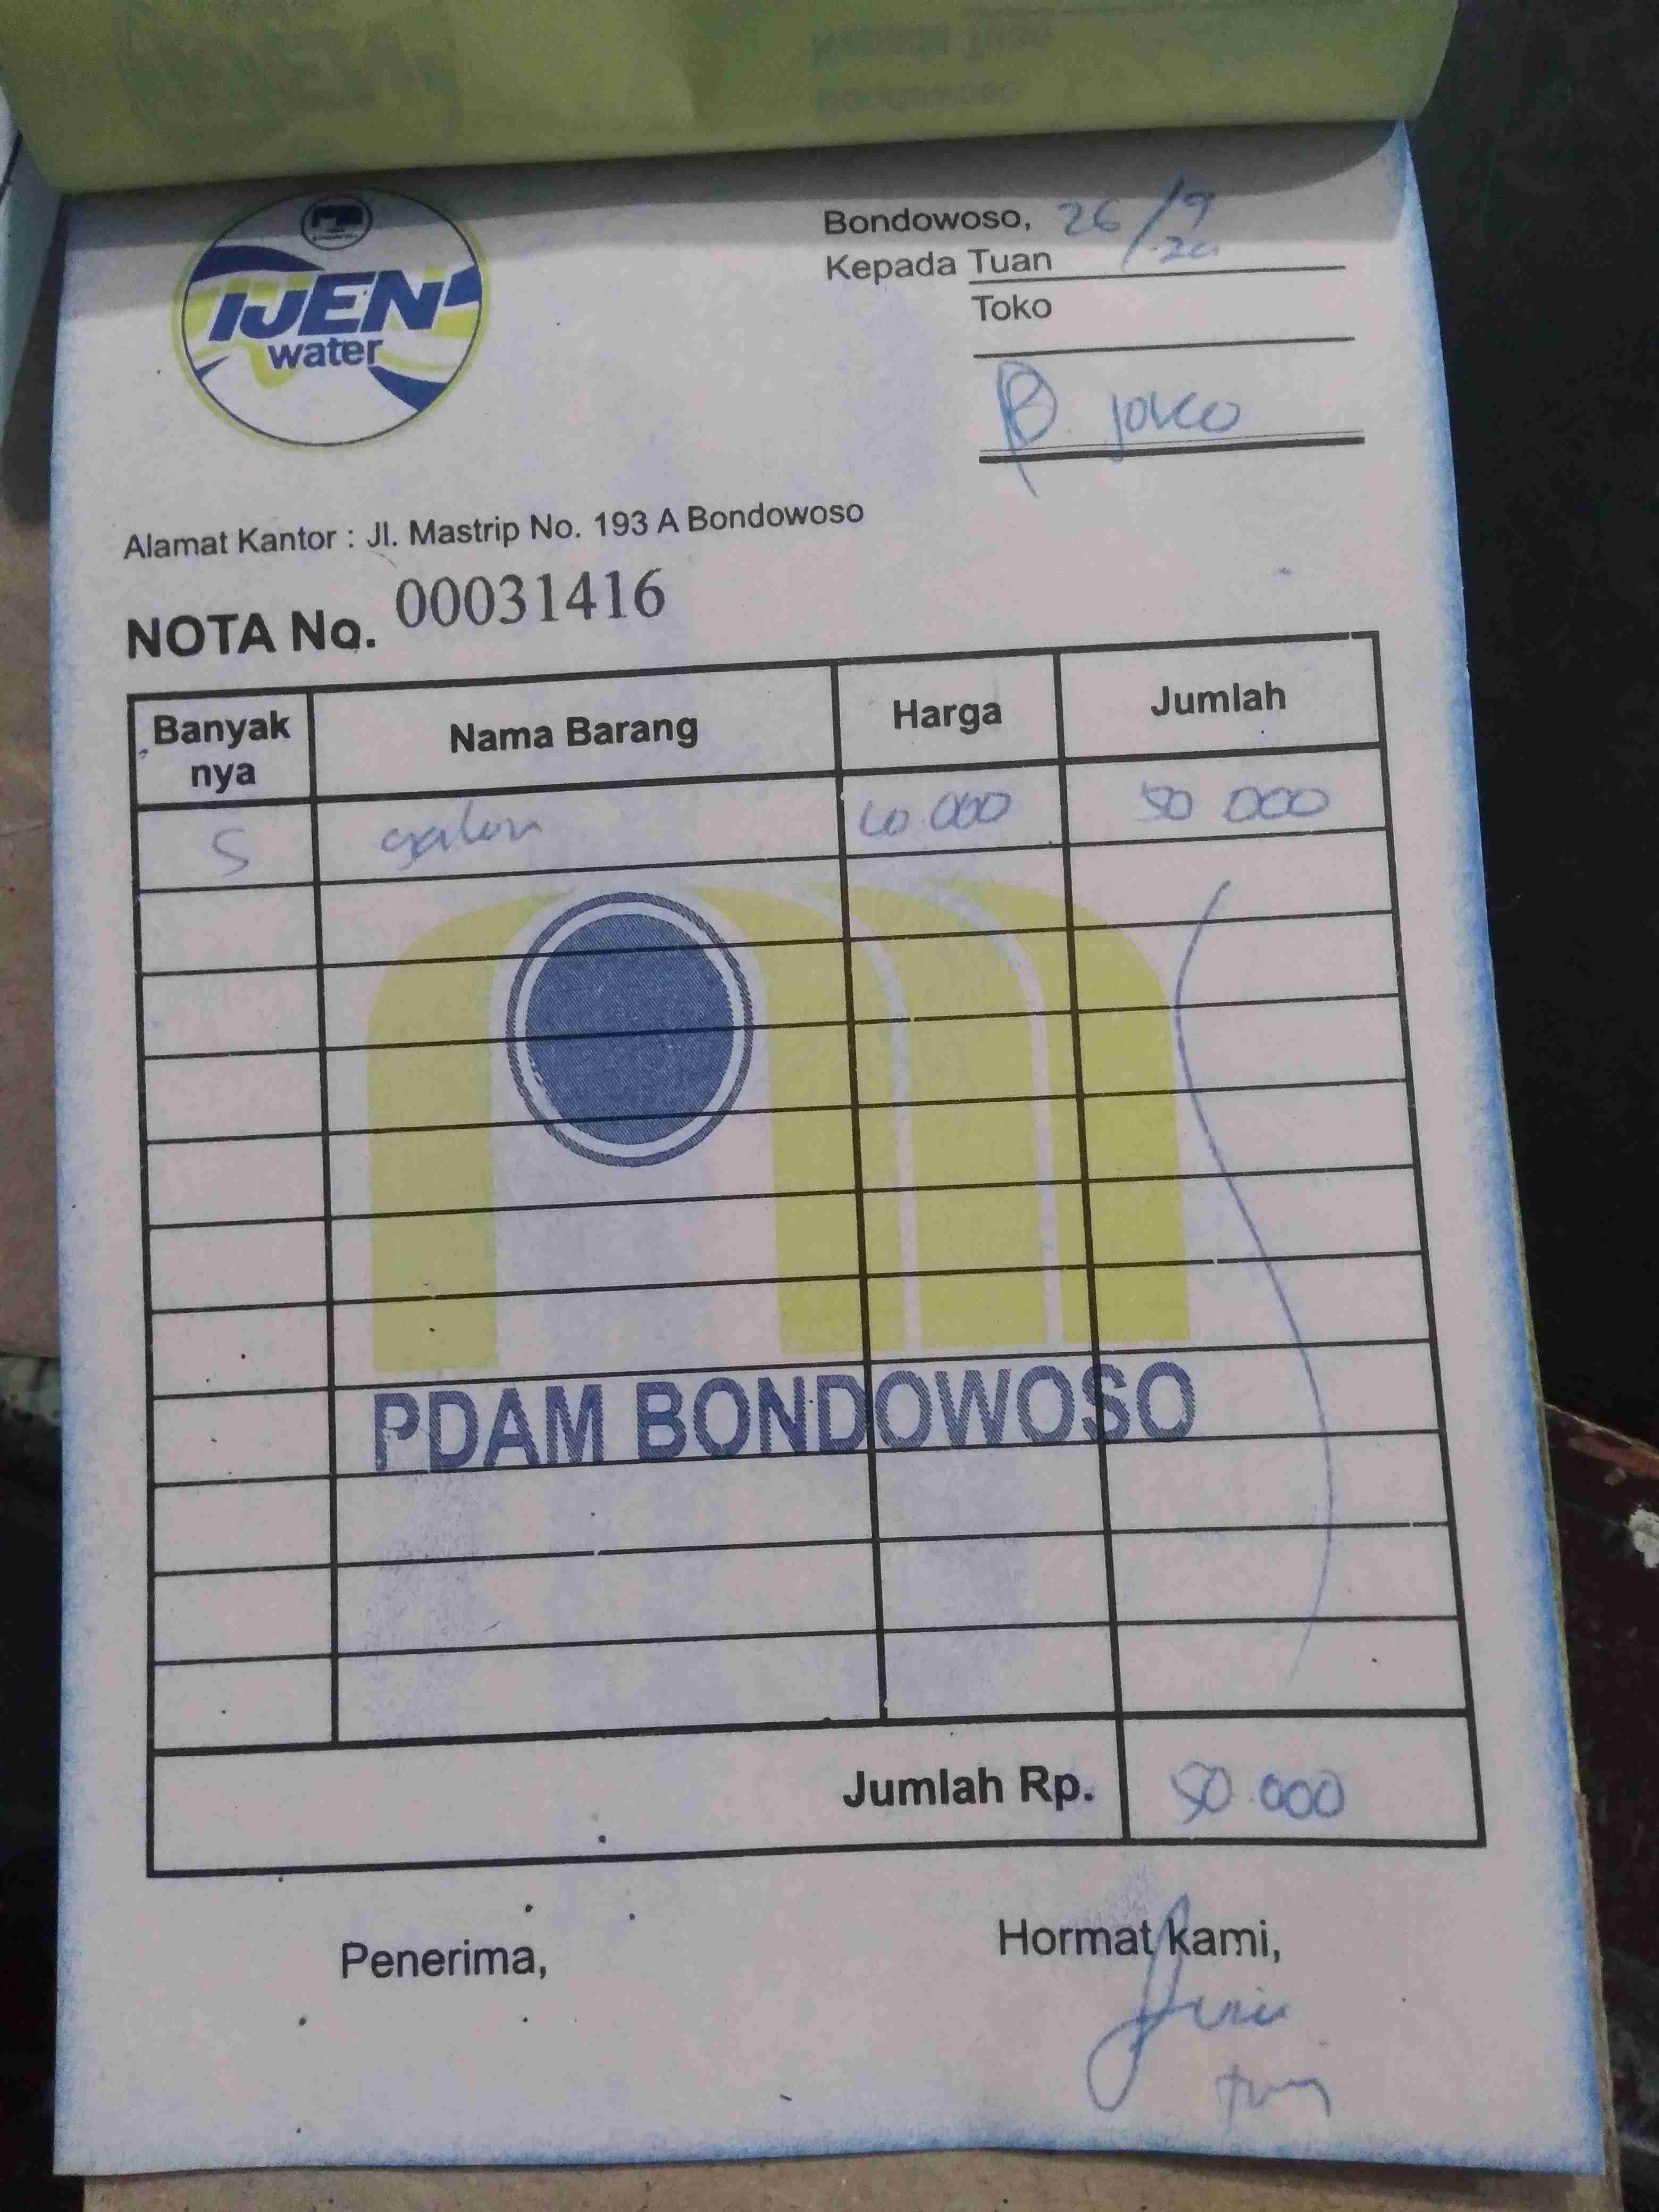 IJEN
water
Bondowoso, 26/9 -20
Kepada Tuan
Toko
B. joko
Alamat Kantor : Jl. Mastrip No. 193 A Bondowoso
NOTA No. 00031416
Banyak nya Nama Barang Harga Jumlah
5 galon 10.000 50 000
PDAM BONDOWOSO
Jumlah Rp. 50.000
Penerima, Hormat kami,